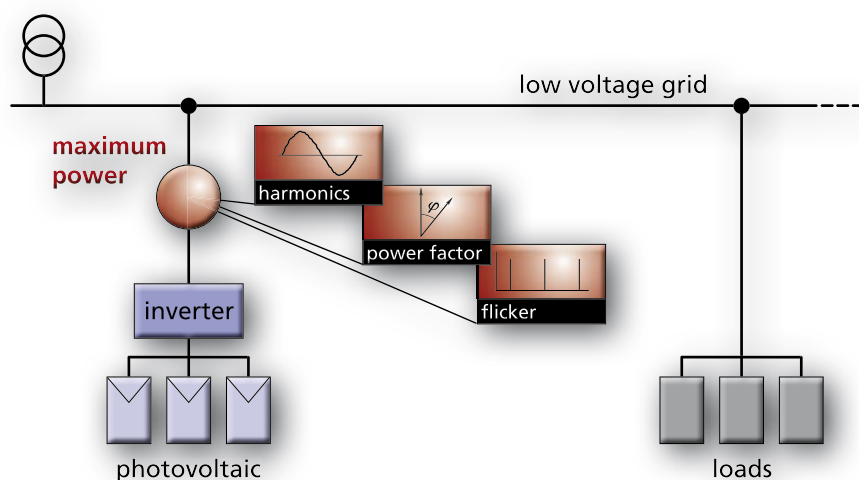 low voltage grid
maximum
power
harmonics
φ
power factor
flicker
inverter
photovoltaic
loads